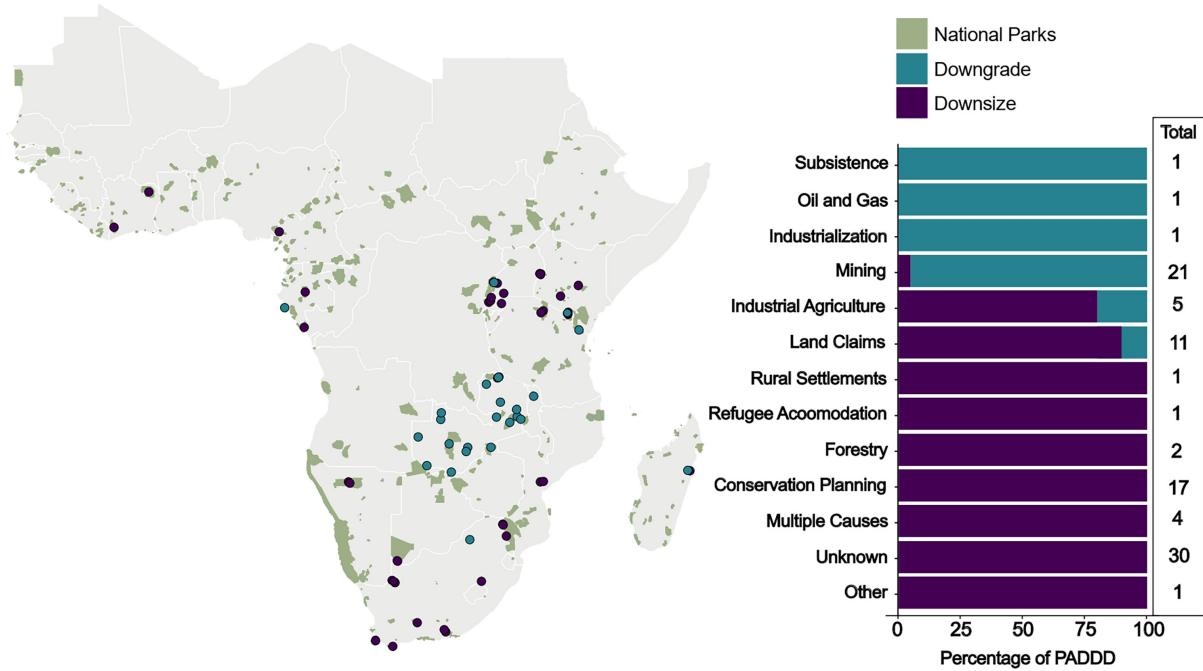 National Parks
Downgrade
Downsize
Total
Subsistence 1
Oil and Gas 1
Industrialization 1
Mining 21
Industrial Agriculture 5
Land Claims 11
Rural Settlements 1
Refugee Acoomodation 1
Forestry 2
Conservation Planning 17
Multiple Causes 4
Unknown 30
Other 1
0 25 50 75 100
Percentage of PADDD